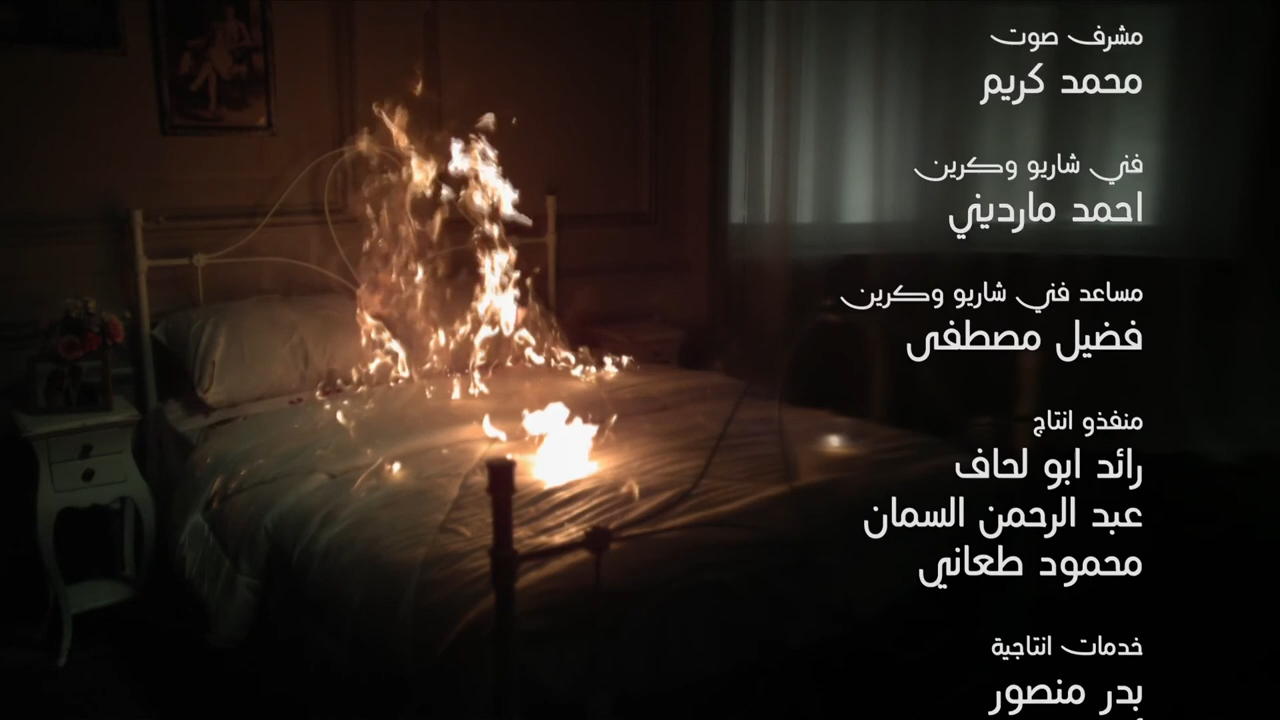 مشرف صوت
محمد كريم
فني شاريو وكرين
احمد مارديني
مساعد فني شاريو وكرين
فضيل مصطفى
منفذو انتاج
رائد ابو لحاف
عبد الرحمن السمان
محمود طعاني
خدمات انتاجية
بدر منصور